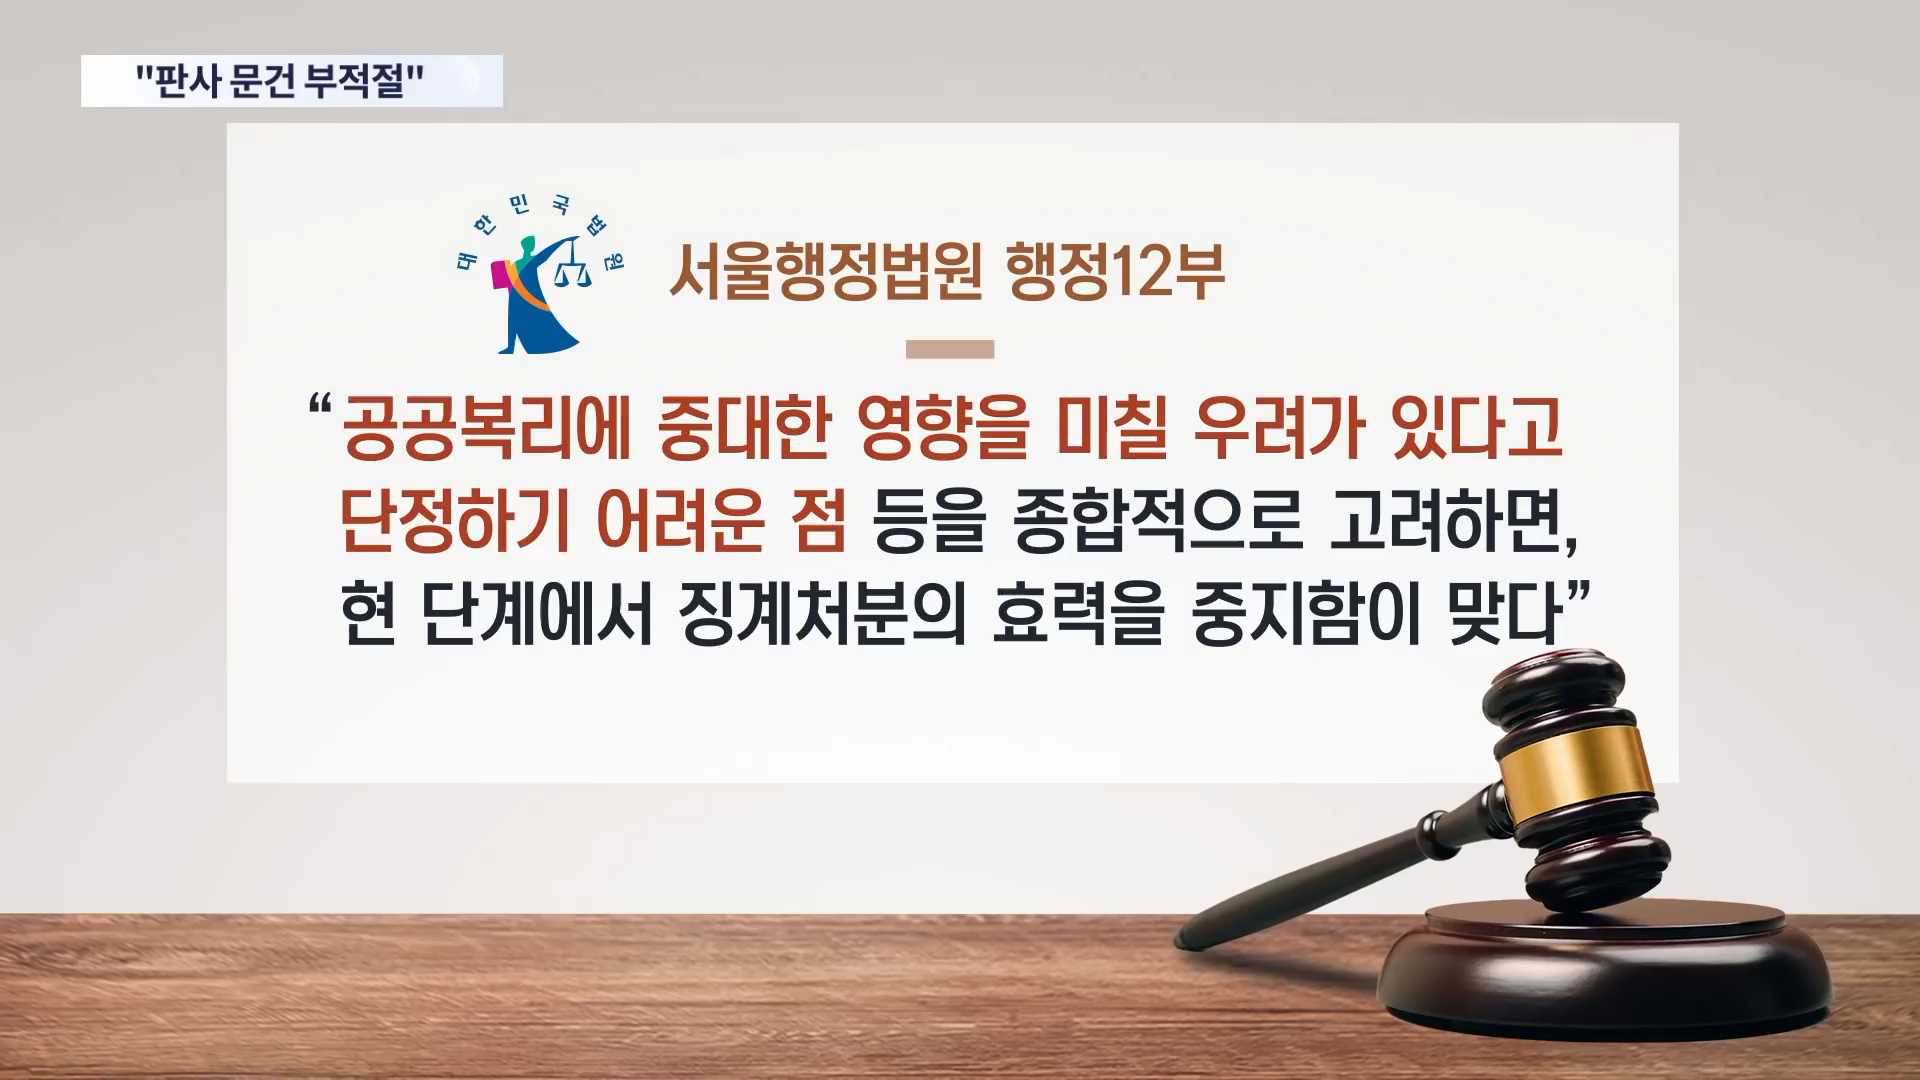 "판사 문건 부적절"
대한민국법원
서울행정법원 행정12부
“공공복리에 중대한 영향을 미칠 우려가 있다고
단정하기 어려운 점 등을 종합적으로 고려하면,
현 단계에서 징계처분의 효력을 중지함이 맞다”